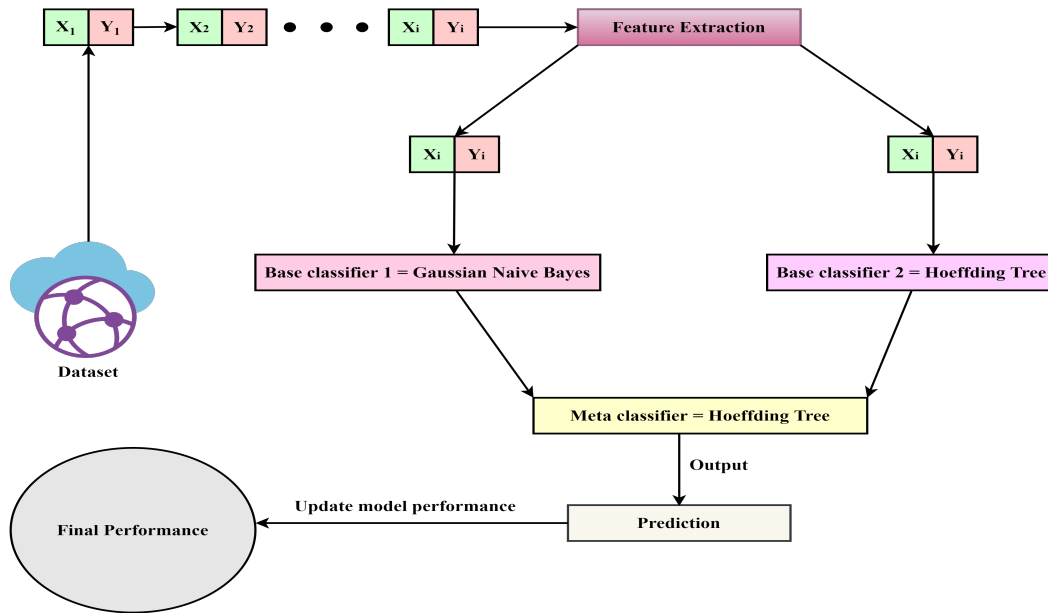 X₁ Y₁ X₂ Y₂ Xᵢ Yᵢ Feature Extraction
Xᵢ Yᵢ Xᵢ Yᵢ
Base classifier 1 = Gaussian Naive Bayes
Base classifier 2 = Hoeffding Tree
Dataset
Meta classifier = Hoeffding Tree
Output
Update model performance
Prediction
Final Performance